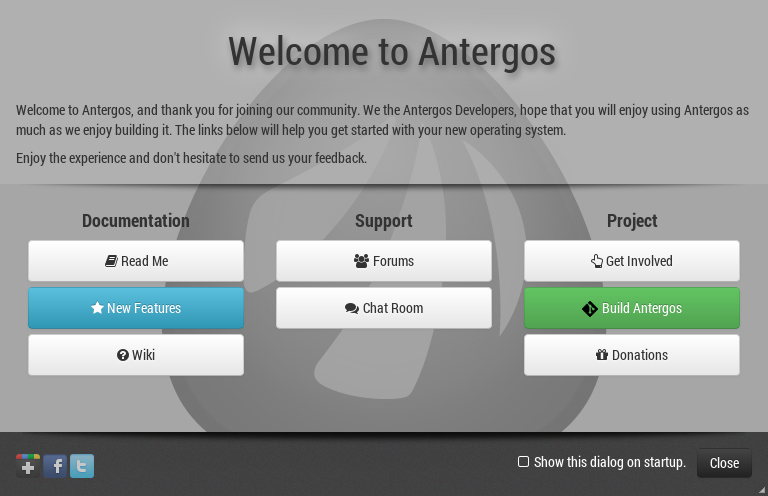 Welcome to Antergos
Welcome to Antergos, and thank you for joining our community. We the Antergos Developers, hope that you will enjoy using Antergos as
much as we enjoy building it. The links below will help you get started with your new operating system.
Enjoy the experience and don't hesitate to send us your feedback.
Documentation
Read Me
New Features
Wiki
Support
Forums
Chat Room
Project
Get Involved
Build Antergos
Donations
Show this dialog on startup.
Close